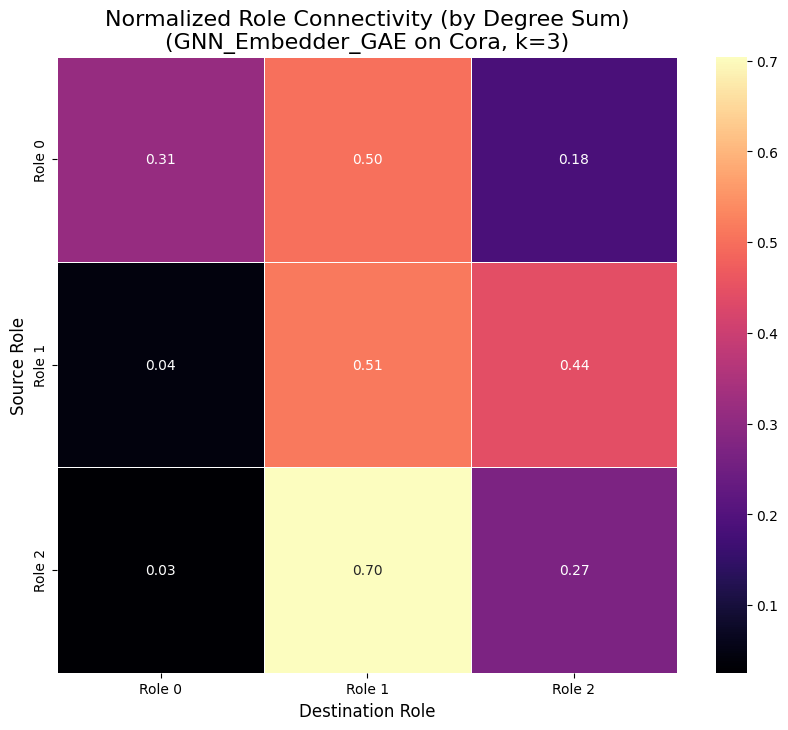 Normalized Role Connectivity (by Degree Sum)
(GNN_Embedder_GAE on Cora, k=3)
Source Role
Role 0
0.31 0.50 0.18
Role 1
0.04 0.51 0.44
Role 2
0.03 0.70 0.27
Role 0 Role 1 Role 2
Destination Role
0.7
0.6
0.5
0.4
0.3
0.2
0.1